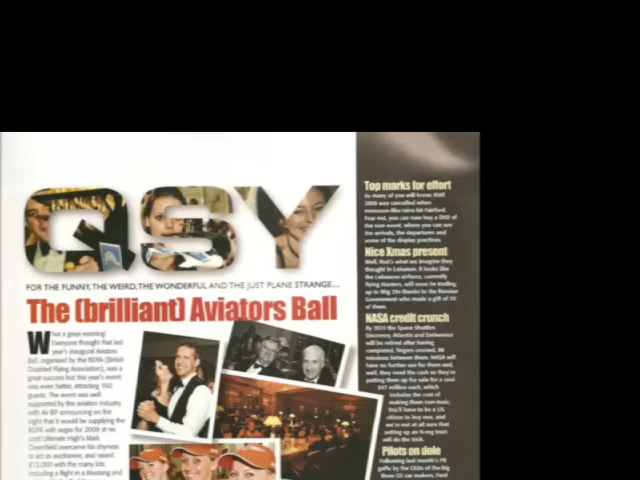 QSY
FOR THE FUNNY, THE WEIRD, THE WONDERFUL AND THE JUST PLANE STRANGE...
The (brilliant) Aviators Ball
What a great evening!
Everyone thought that last
year's inaugural Aviators
Ball, organised by the BDFA (British
Disabled Flying Association), was a
great success but this year's event
was even better, attracting 160
guests. The event was well
supported by the aviation industry
with Air BP announcing on the
night that it would be supplying the
BDFA with avgas for 2009 at no
cost. Ultimate High's Mark
Greenfield overcame his shyness
to act as auctioneer, and raised
£13,000 with the many lots
including a flight in a Mustang and
Top marks for effort
As many of you will know, RIAT
2008 was cancelled when
monsoon-like rains hit Fairford.
Fear not, you can now buy a DVD of
the non-event, where you can see
the arrivals, the departures and
some of the display practices.
Nice Xmas present
Well, that's what we imagine they
thought in Lebanon. It looks like
the Lebanese airforce, currently
flying Hunters, will soon be trading
up to Mig 29s thanks to the Russian
Government who made a gift of 10
of them.
NASA credit crunch
By 2010 the Space Shuttles
Discovery, Atlantis and Endeavour
will be retired after having
completed, fingers crossed,
missions between them. NASA will
have no further use for them and,
well, they need the cash so they're
putting them up for sale for a cool
$42 million each, which
includes the cost of
making them non-toxic.
You'll have to be a US
citizen to buy one, and
we're not at all sure that
setting up an N-reg trust
will do the trick.
Pilots on dole
Following last month's PR
gaffe by the CEOs of the big
three US car makers, Ford